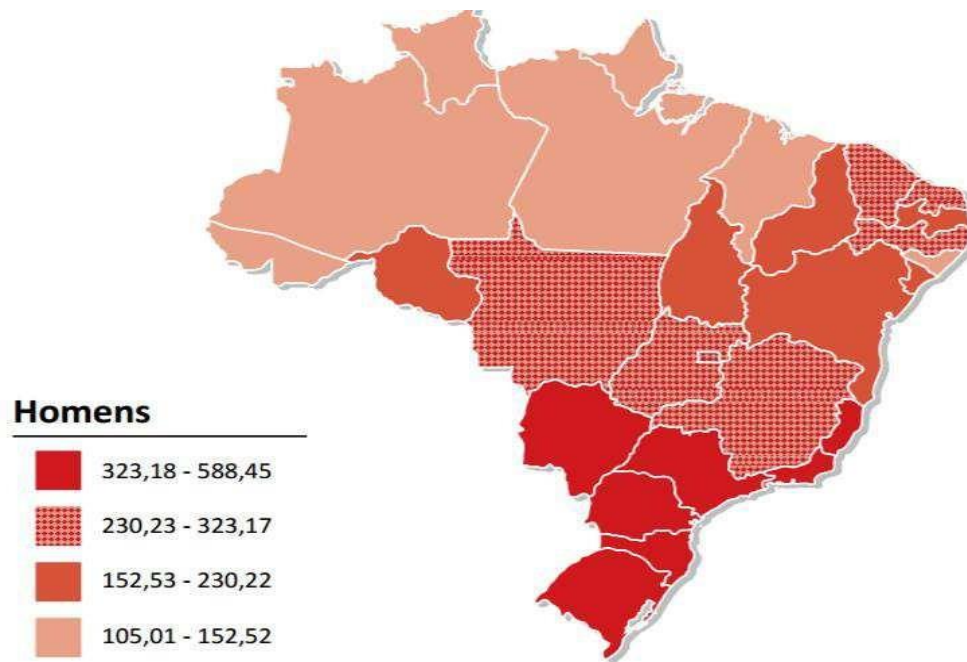 Homens
323,18 - 588,45
230,23 - 323,17
152,53 - 230,22
105,01 - 152,52